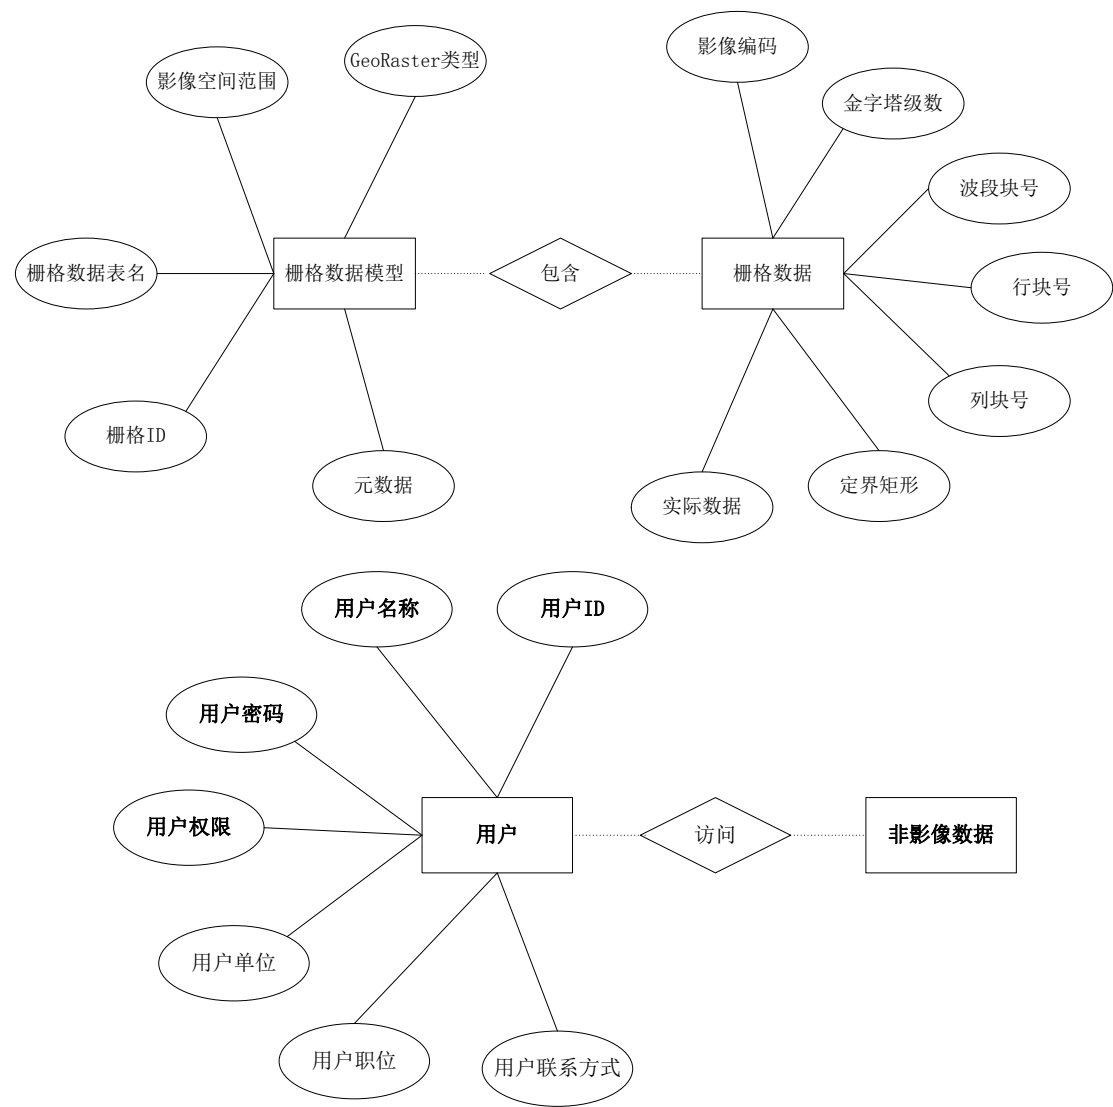 影像编码
GeoRaster类型
影像空间范围
金字塔级数
波段块号
栅格数据表名
栅格数据模型
包含
栅格数据
行块号
列块号
栅格ID
元数据
定界矩形
实际数据
用户名称
用户ID
用户密码
用户权限
用户
访问
非影像数据
用户单位
用户职位
用户联系方式